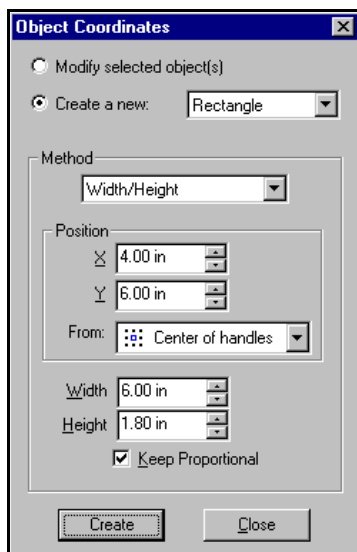 Object Coordinates
Modify selected object(s)
Create a new: Rectangle
Method
Width/Height
Position
X 4.00 in
Y 6.00 in
From: Center of handles
Width 6.00 in
Height 1.80 in
Keep Proportional
Create Close